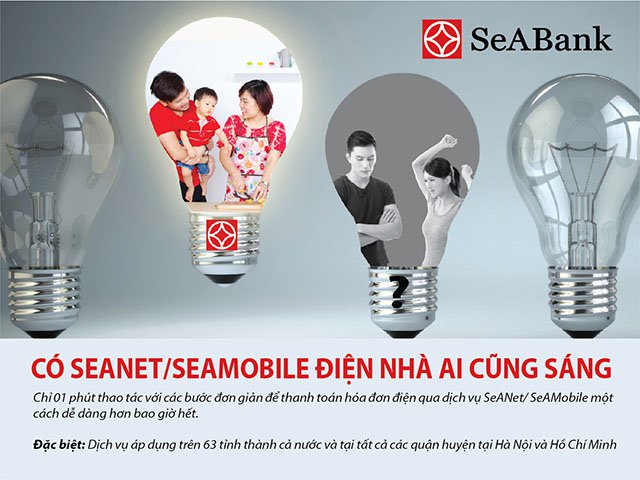 SeABank
?
CÓ SEANET/SEAMOBILE ĐIỆN NHÀ AI CŨNG SÁNG
Chỉ 01 phút thao tác với các bước đơn giản để thanh toán hóa đơn điện qua dịch vụ SeANet/ SeAMobile một
cách dễ dàng hơn bao giờ hết.
Đặc biệt: Dịch vụ áp dụng trên 63 tỉnh thành cả nước và tại tất cả các quận huyện tại Hà Nội và Hồ Chí Minh